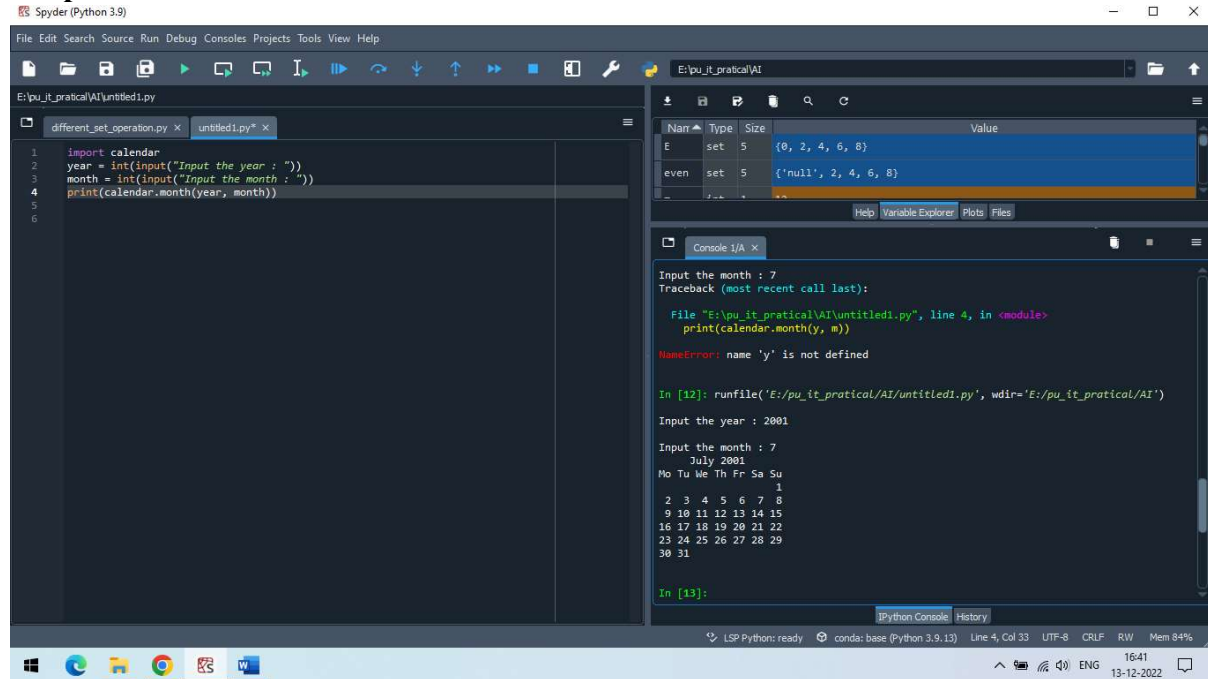 Spyder (Python 3.9)
File Edit Search Source Run Debug Consoles Projects Tools View Help
E:\pu_it_pratical\AI
E:\pu_it_pratical\AI\untitled1.py
different_set_operation.py
untitled1.py*
1 import calendar
2 year = int(input("Input the year : "))
3 month = int(input("Input the month : "))
4 print(calendar.month(year, month))
5
6
Nam Type Size Value
E set 5 {0, 2, 4, 6, 8}
even set 5 {'null', 2, 4, 6, 8}
Help Variable Explorer Plots Files
Console 1/A
Input the month : 7
Traceback (most recent call last):
File "E:\pu_it_pratical\AI\untitled1.py", line 4, in <module>
print(calendar.month(y, m))
NameError: name 'y' is not defined
In [12]: runfile('E:/pu_it_pratical/AI/untitled1.py', wdir='E:/pu_it_pratical/AI')
Input the year : 2001
Input the month : 7
July 2001
Mo Tu We Th Fr Sa Su
1
2 3 4 5 6 7 8
9 10 11 12 13 14 15
16 17 18 19 20 21 22
23 24 25 26 27 28 29
30 31
In [13]:
IPython Console History
LSP Python: ready conda: base (Python 3.9.13) Line 4, Col 33 UTF-8 CRLF RW Mem 84%
ENG
16:41
13-12-2022